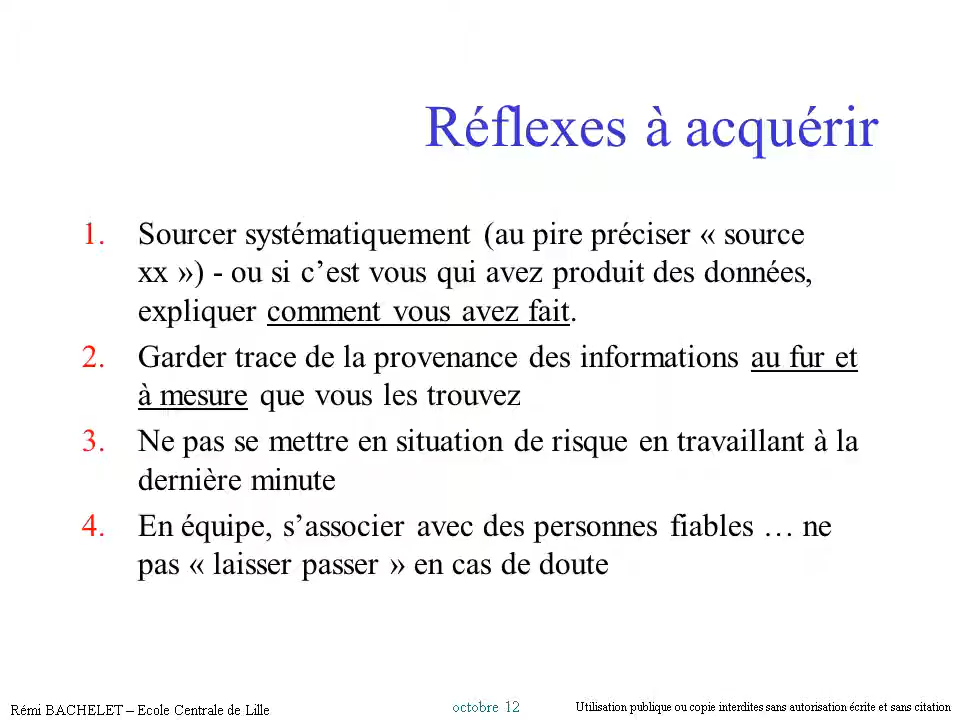 Réflexes à acquérir
1. Sourcer systématiquement (au pire préciser « source
xx ») - ou si c’est vous qui avez produit des données,
expliquer comment vous avez fait.
2. Garder trace de la provenance des informations au fur et
à mesure que vous les trouvez
3. Ne pas se mettre en situation de risque en travaillant à la
dernière minute
4. En équipe, s’associer avec des personnes fiables … ne
pas « laisser passer » en cas de doute
Rémi BACHELET – Ecole Centrale de Lille
octobre 12
Utilisation publique ou copie interdites sans autorisation écrite et sans citation